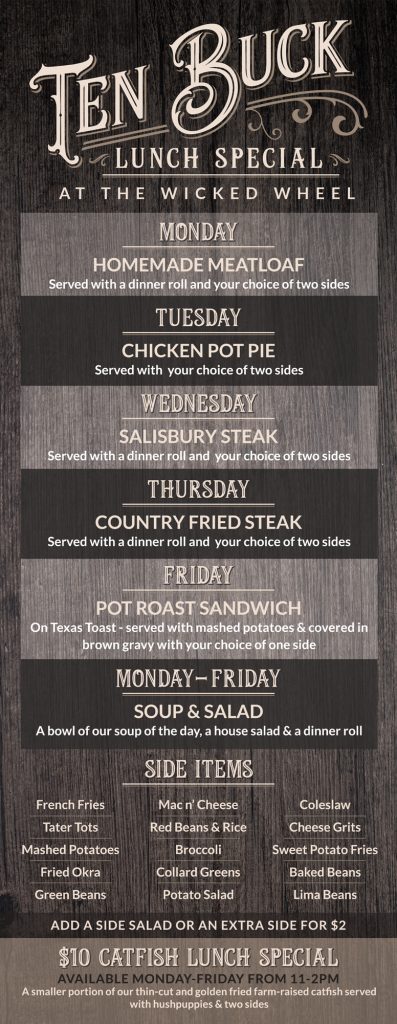 TEN BUCK
LUNCH SPECIAL
AT THE WICKED WHEEL
MONDAY
HOMEMADE MEATLOAF
Served with a dinner roll and your choice of two sides
TUESDAY
CHICKEN POT PIE
Served with your choice of two sides
WEDNESDAY
SALISBURY STEAK
Served with a dinner roll and your choice of two sides
THURSDAY
COUNTRY FRIED STEAK
Served with a dinner roll and your choice of two sides
FRIDAY
POT ROAST SANDWICH
On Texas Toast - served with mashed potatoes & covered in
brown gravy with your choice of one side
MONDAY-FRIDAY
SOUP & SALAD
A bowl of our soup of the day, a house salad & a dinner roll
SIDE ITEMS
French Fries Mac n' Cheese Coleslaw
Tater Tots Red Beans & Rice Cheese Grits
Mashed Potatoes Broccoli Sweet Potato Fries
Fried Okra Collard Greens Baked Beans
Green Beans Potato Salad Lima Beans
ADD A SIDE SALAD OR AN EXTRA SIDE FOR $2
$10 CATFISH LUNCH SPECIAL
AVAILABLE MONDAY-FRIDAY FROM 11-2PM
A smaller portion of our thin-cut and golden fried farm-raised catfish served
with hushpuppies & two sides